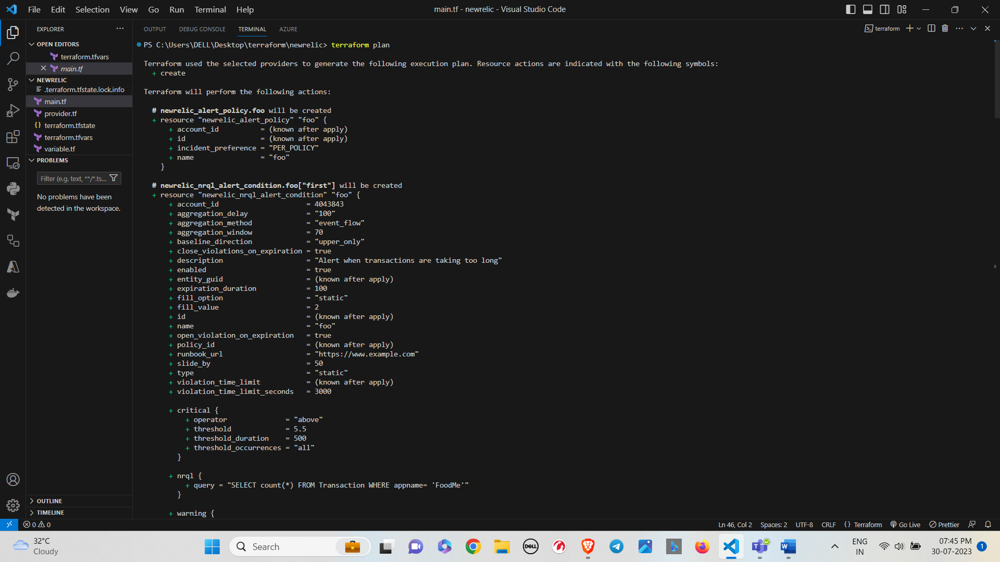 File Edit Selection View Go Run Terminal Help
main.tf - newrelic - Visual Studio Code
EXPLORER
OPEN EDITORS
terraform.tfvars
main.tf
NEWRELIC
.terraform.tfstate.lock.info
main.tf
provider.tf
terraform.tfstate
terraform.tfvars
variable.tf
PROBLEMS
Filter (e.g. text, **/*.ts...
No problems have been
detected in the workspace.
OUTLINE
TIMELINE
OUTPUT DEBUG CONSOLE TERMINAL AZURE
terraform
PS C:\Users\DELL\Desktop\terraform\newrelic> terraform plan
Terraform used the selected providers to generate the following execution plan. Resource actions are indicated with the following symbols:
+ create
Terraform will perform the following actions:
# newrelic_alert_policy.foo will be created
+ resource "newrelic_alert_policy" "foo" {
+ account_id = (known after apply)
+ id = (known after apply)
+ incident_preference = "PER_POLICY"
+ name = "foo"
}
# newrelic_nrql_alert_condition.foo["first"] will be created
+ resource "newrelic_nrql_alert_condition" "foo" {
+ account_id = 4043843
+ aggregation_delay = "100"
+ aggregation_method = "event_flow"
+ aggregation_window = 70
+ baseline_direction = "upper_only"
+ close_violations_on_expiration = true
+ description = "Alert when transactions are taking too long"
+ enabled = true
+ entity_guid = (known after apply)
+ expiration_duration = 100
+ fill_option = "static"
+ fill_value = 2
+ id = (known after apply)
+ name = "foo"
+ open_violation_on_expiration = true
+ policy_id = (known after apply)
+ runbook_url = "https://www.example.com"
+ slide_by = 50
+ type = "static"
+ violation_time_limit = (known after apply)
+ violation_time_limit_seconds = 3000
+ critical {
+ operator = "above"
+ threshold = 5.5
+ threshold_duration = 500
+ threshold_occurrences = "all"
}
+ nrql {
+ query = "SELECT count(*) FROM Transaction WHERE appname= 'FoodMe'"
}
+ warning {
0 0
Ln 46, Col 2 Spaces: 2 UTF-8 CRLF {} Terraform Go Live Prettier
32°C
Cloudy
Search
DELL
ENG
IN
07:45 PM
30-07-2023
1